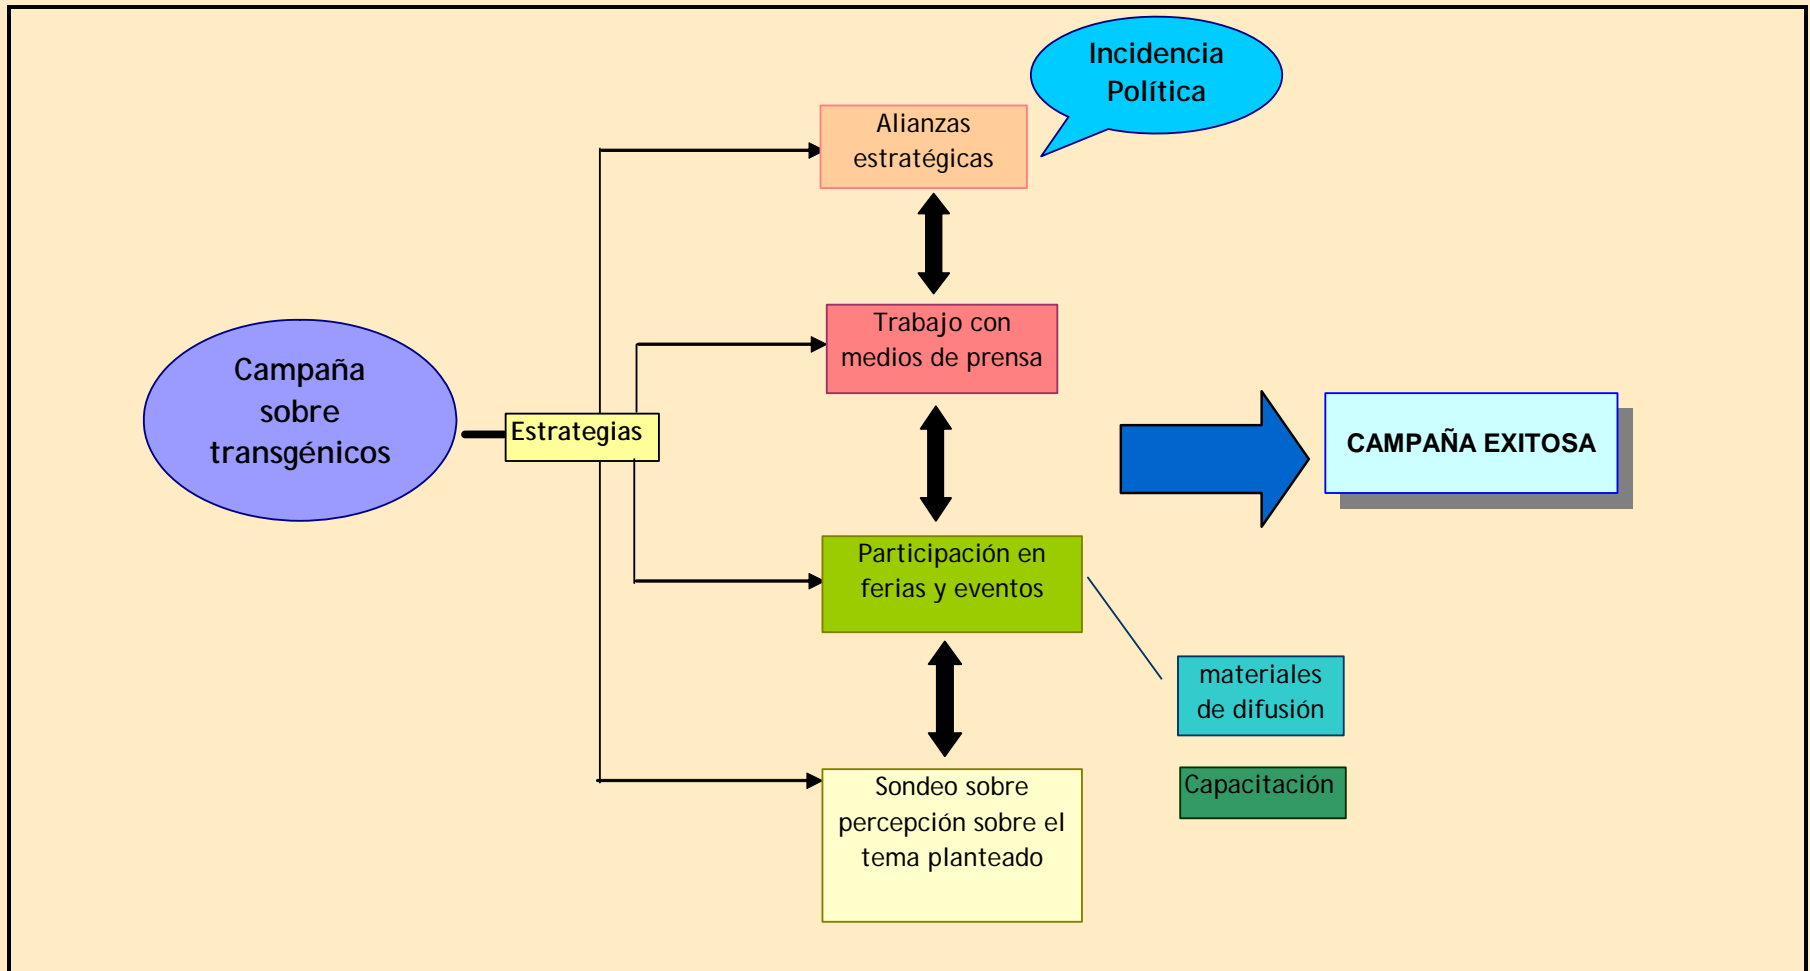 Incidencia
Política
Alianzas
estratégicas
Trabajo con
medios de prensa
Campaña
sobre
transgénicos
Estrategias
CAMPAÑA EXITOSA
Participación en
ferias y eventos
materiales
de difusión
Capacitación
Sondeo sobre
percepción sobre el
tema planteado